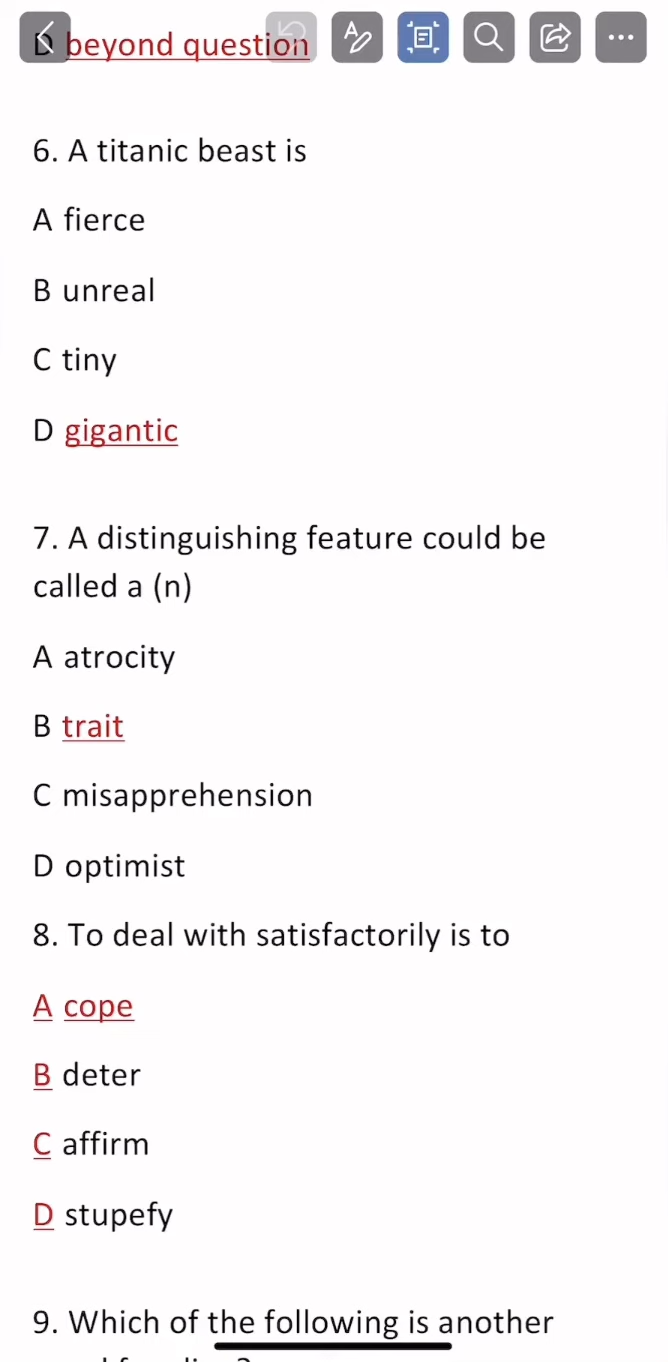 D beyond question
6. A titanic beast is
A fierce
B unreal
C tiny
D gigantic
7. A distinguishing feature could be
called a (n)
A atrocity
B trait
C misapprehension
D optimist
8. To deal with satisfactorily is to
A cope
B deter
C affirm
D stupefy
9. Which of the following is another